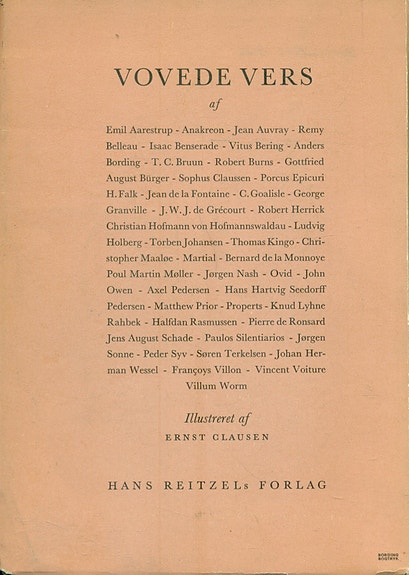 VOVEDE VERS
af
Emil Aarestrup - Anakreon - Jean Auvray - Remy
Belleau - Isaac Benserade - Vitus Bering - Anders
Bording - T. C. Bruun - Robert Burns - Gottfried
August Bürger - Sophus Claussen - Porcus Epicuri
H. Falk - Jean de la Fontaine - C. Goalisle - George
Granville - J. W. J. de Grécourt - Robert Herrick
Christian Hofmann von Hofmannswaldau - Ludvig
Holberg - Torben Johansen - Thomas Kingo - Chri-
stopher Maaløe - Martial - Bernard de la Monnoye
Poul Martin Møller - Jørgen Nash - Ovid - John
Owen - Axel Pedersen - Hans Hartvig Seedorff
Pedersen - Matthew Prior - Properts - Knud Lyhne
Rahbek - Halfdan Rasmussen - Pierre de Ronsard
Jens August Schade - Paulos Silentiarios - Jørgen
Sonne - Peder Syv - Søren Terkelsen - Johan Her-
man Wessel - Françoys Villon - Vincent Voiture
Villum Worm
Illustreret af
ERNST CLAUSEN
HANS REITZELs FORLAG
BORDING
BOGTRYK